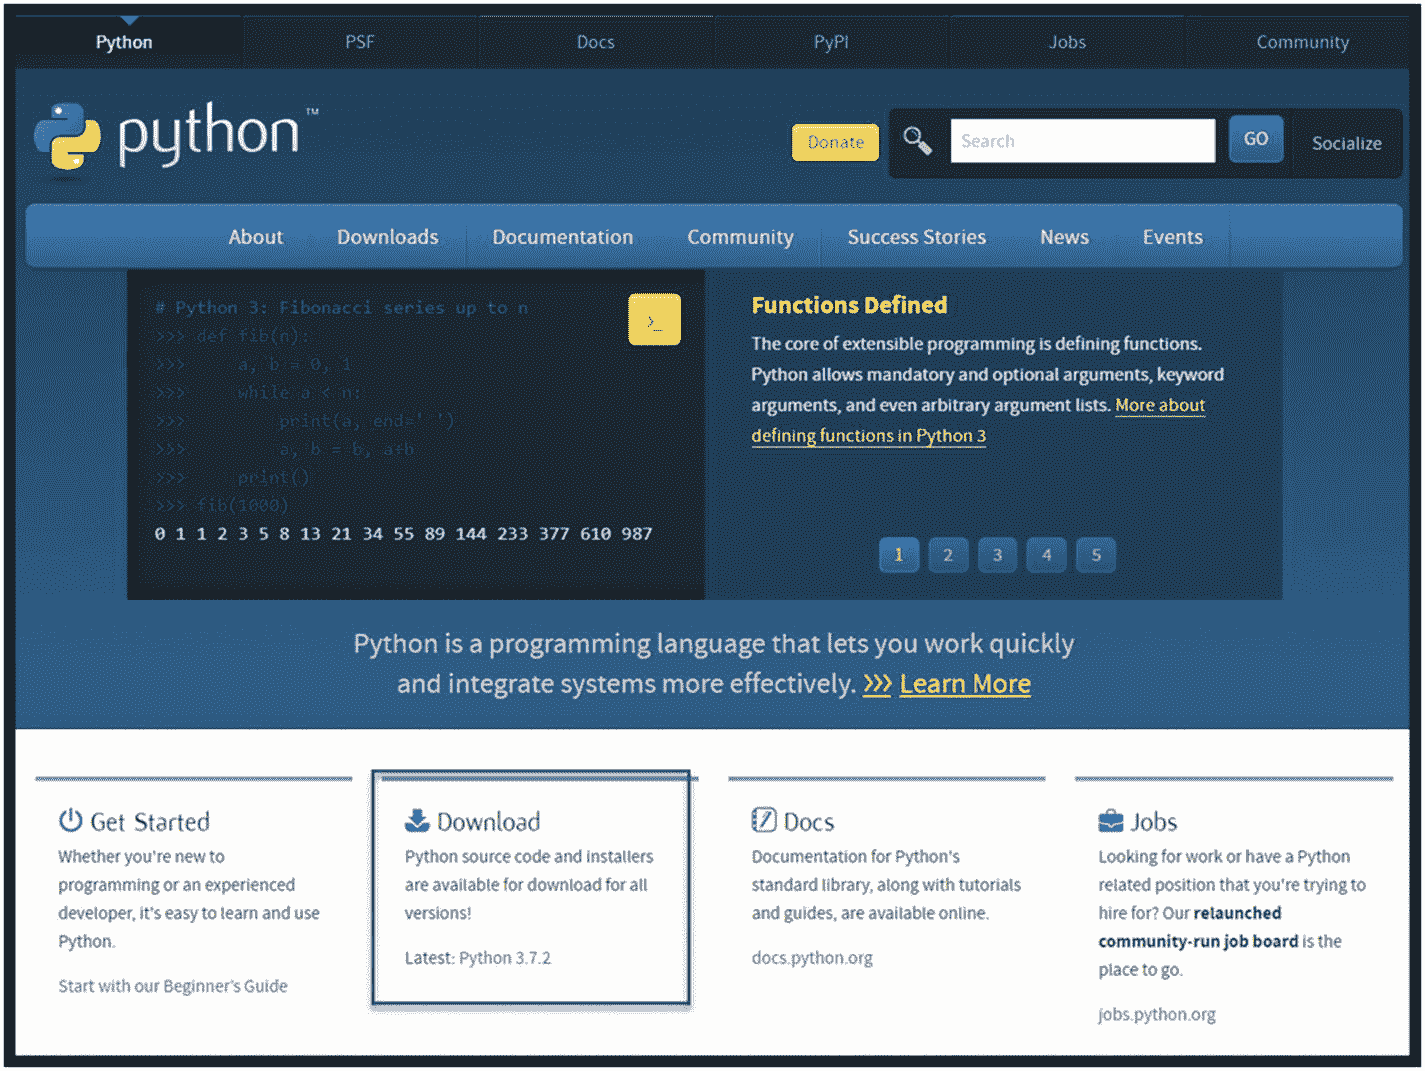 Python
PSF
Docs
PyPI
Jobs
Community
python™
Donate
Search
GO
Socialize
About
Downloads
Documentation
Community
Success Stories
News
Events
# Python 3: Fibonacci series up to n
>>> def fib(n):
>>>     a, b = 0, 1
>>>     while a < n:
>>>         print(a, end=' ')
>>>         a, b = b, a+b
>>>     print()
>>> fib(1000)
0 1 1 2 3 5 8 13 21 34 55 89 144 233 377 610 987
>_
Functions Defined
The core of extensible programming is defining functions.
Python allows mandatory and optional arguments, keyword
arguments, and even arbitrary argument lists. More about
defining functions in Python 3
1
2
3
4
5
Python is a programming language that lets you work quickly
and integrate systems more effectively. >>> Learn More
Get Started
Whether you're new to
programming or an experienced
developer, it's easy to learn and use
Python.
Start with our Beginner's Guide
Download
Python source code and installers
are available for download for all
versions!
Latest: Python 3.7.2
Docs
Documentation for Python's
standard library, along with tutorials
and guides, are available online.
docs.python.org
Jobs
Looking for work or have a Python
related position that you're trying to
hire for? Our relaunched
community-run job board is the
place to go.
jobs.python.org